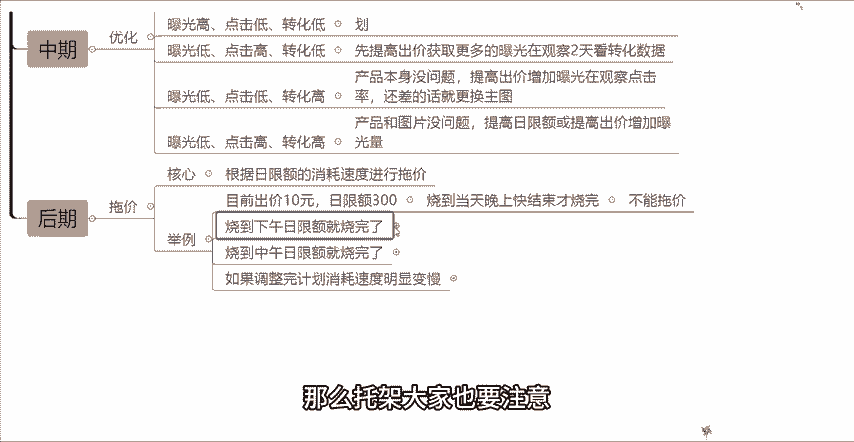 中期
优化
曝光高、点击低、转化低
划
曝光低、点击高、转化低
先提高出价获取更多的曝光在观察2天看转化数据
曝光低、点击低、转化高
产品本身没问题，提高出价增加曝光在观察点击
率，还差的话就更换主图
曝光低、点击高、转化高
产品和图片没问题，提高日限额或提高出价增加曝
光量
后期
拖价
核心
根据日限额的消耗速度进行拖价
举例
目前出价10元，日限额300
烧到当天晚上快结束才烧完
不能拖价
烧到下午日限额就烧完了
烧到中午日限额就烧完了
如果调整完计划消耗速度明显变慢
那么托架大家也要注意